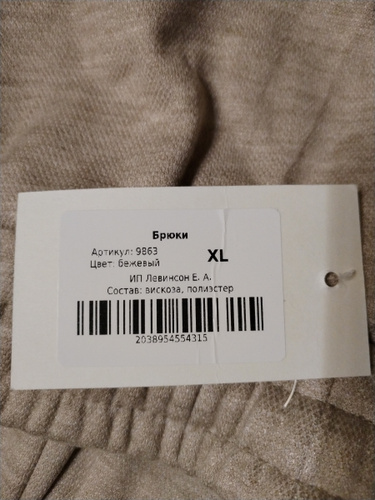 Брюки
Артикул: 9863
XL
Цвет: бежевый
ИП Левинсон Е. А.
Состав: вискоза, полиэстер
2038954554315